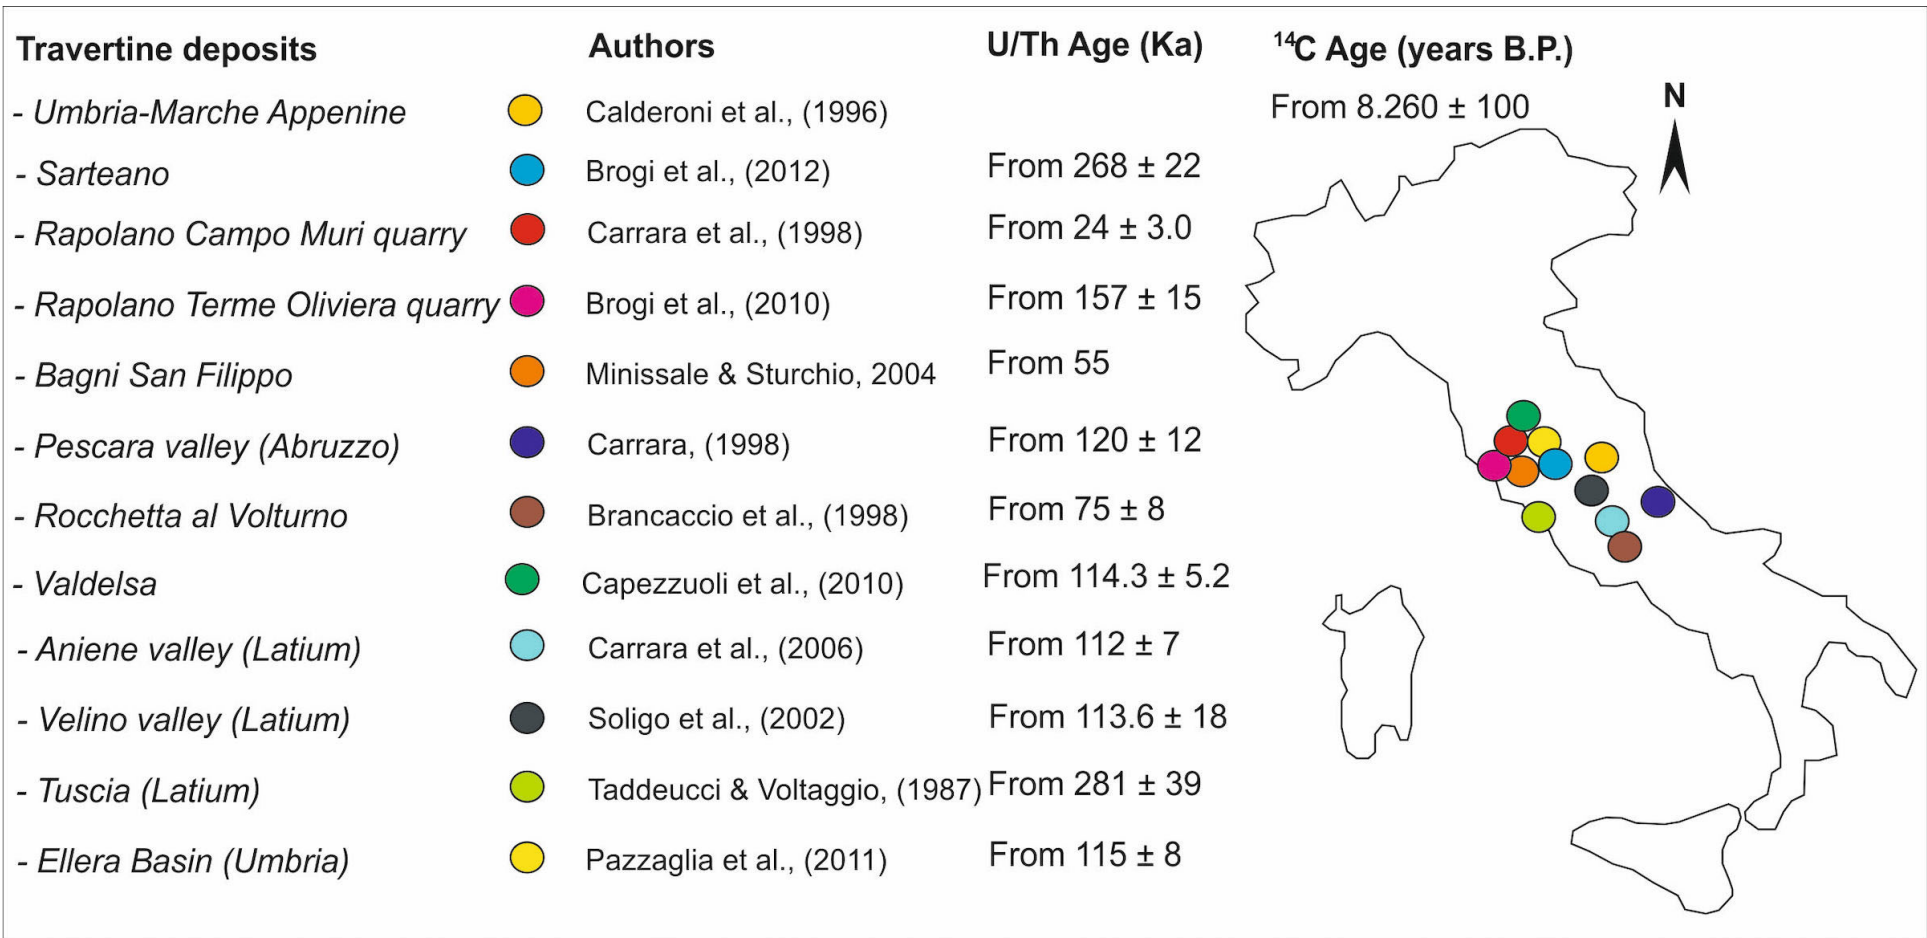 Travertine deposits Authors U/Th Age (Ka) ¹⁴C Age (years B.P.)
- Umbria-Marche Appenine Calderoni et al., (1996) From 8.260 ± 100
N
- Sarteano Brogi et al., (2012) From 268 ± 22
- Rapolano Campo Muri quarry Carrara et al., (1998) From 24 ± 3.0
- Rapolano Terme Oliviera quarry Brogi et al., (2010) From 157 ± 15
- Bagni San Filippo Minissale & Sturchio, 2004 From 55
- Pescara valley (Abruzzo) Carrara, (1998) From 120 ± 12
- Rocchetta al Volturno Brancaccio et al., (1998) From 75 ± 8
- Valdelsa Capezzuoli et al., (2010) From 114.3 ± 5.2
- Aniene valley (Latium) Carrara et al., (2006) From 112 ± 7
- Velino valley (Latium) Soligo et al., (2002) From 113.6 ± 18
- Tuscia (Latium) Taddeucci & Voltaggio, (1987) From 281 ± 39
- Ellera Basin (Umbria) Pazzaglia et al., (2011) From 115 ± 8